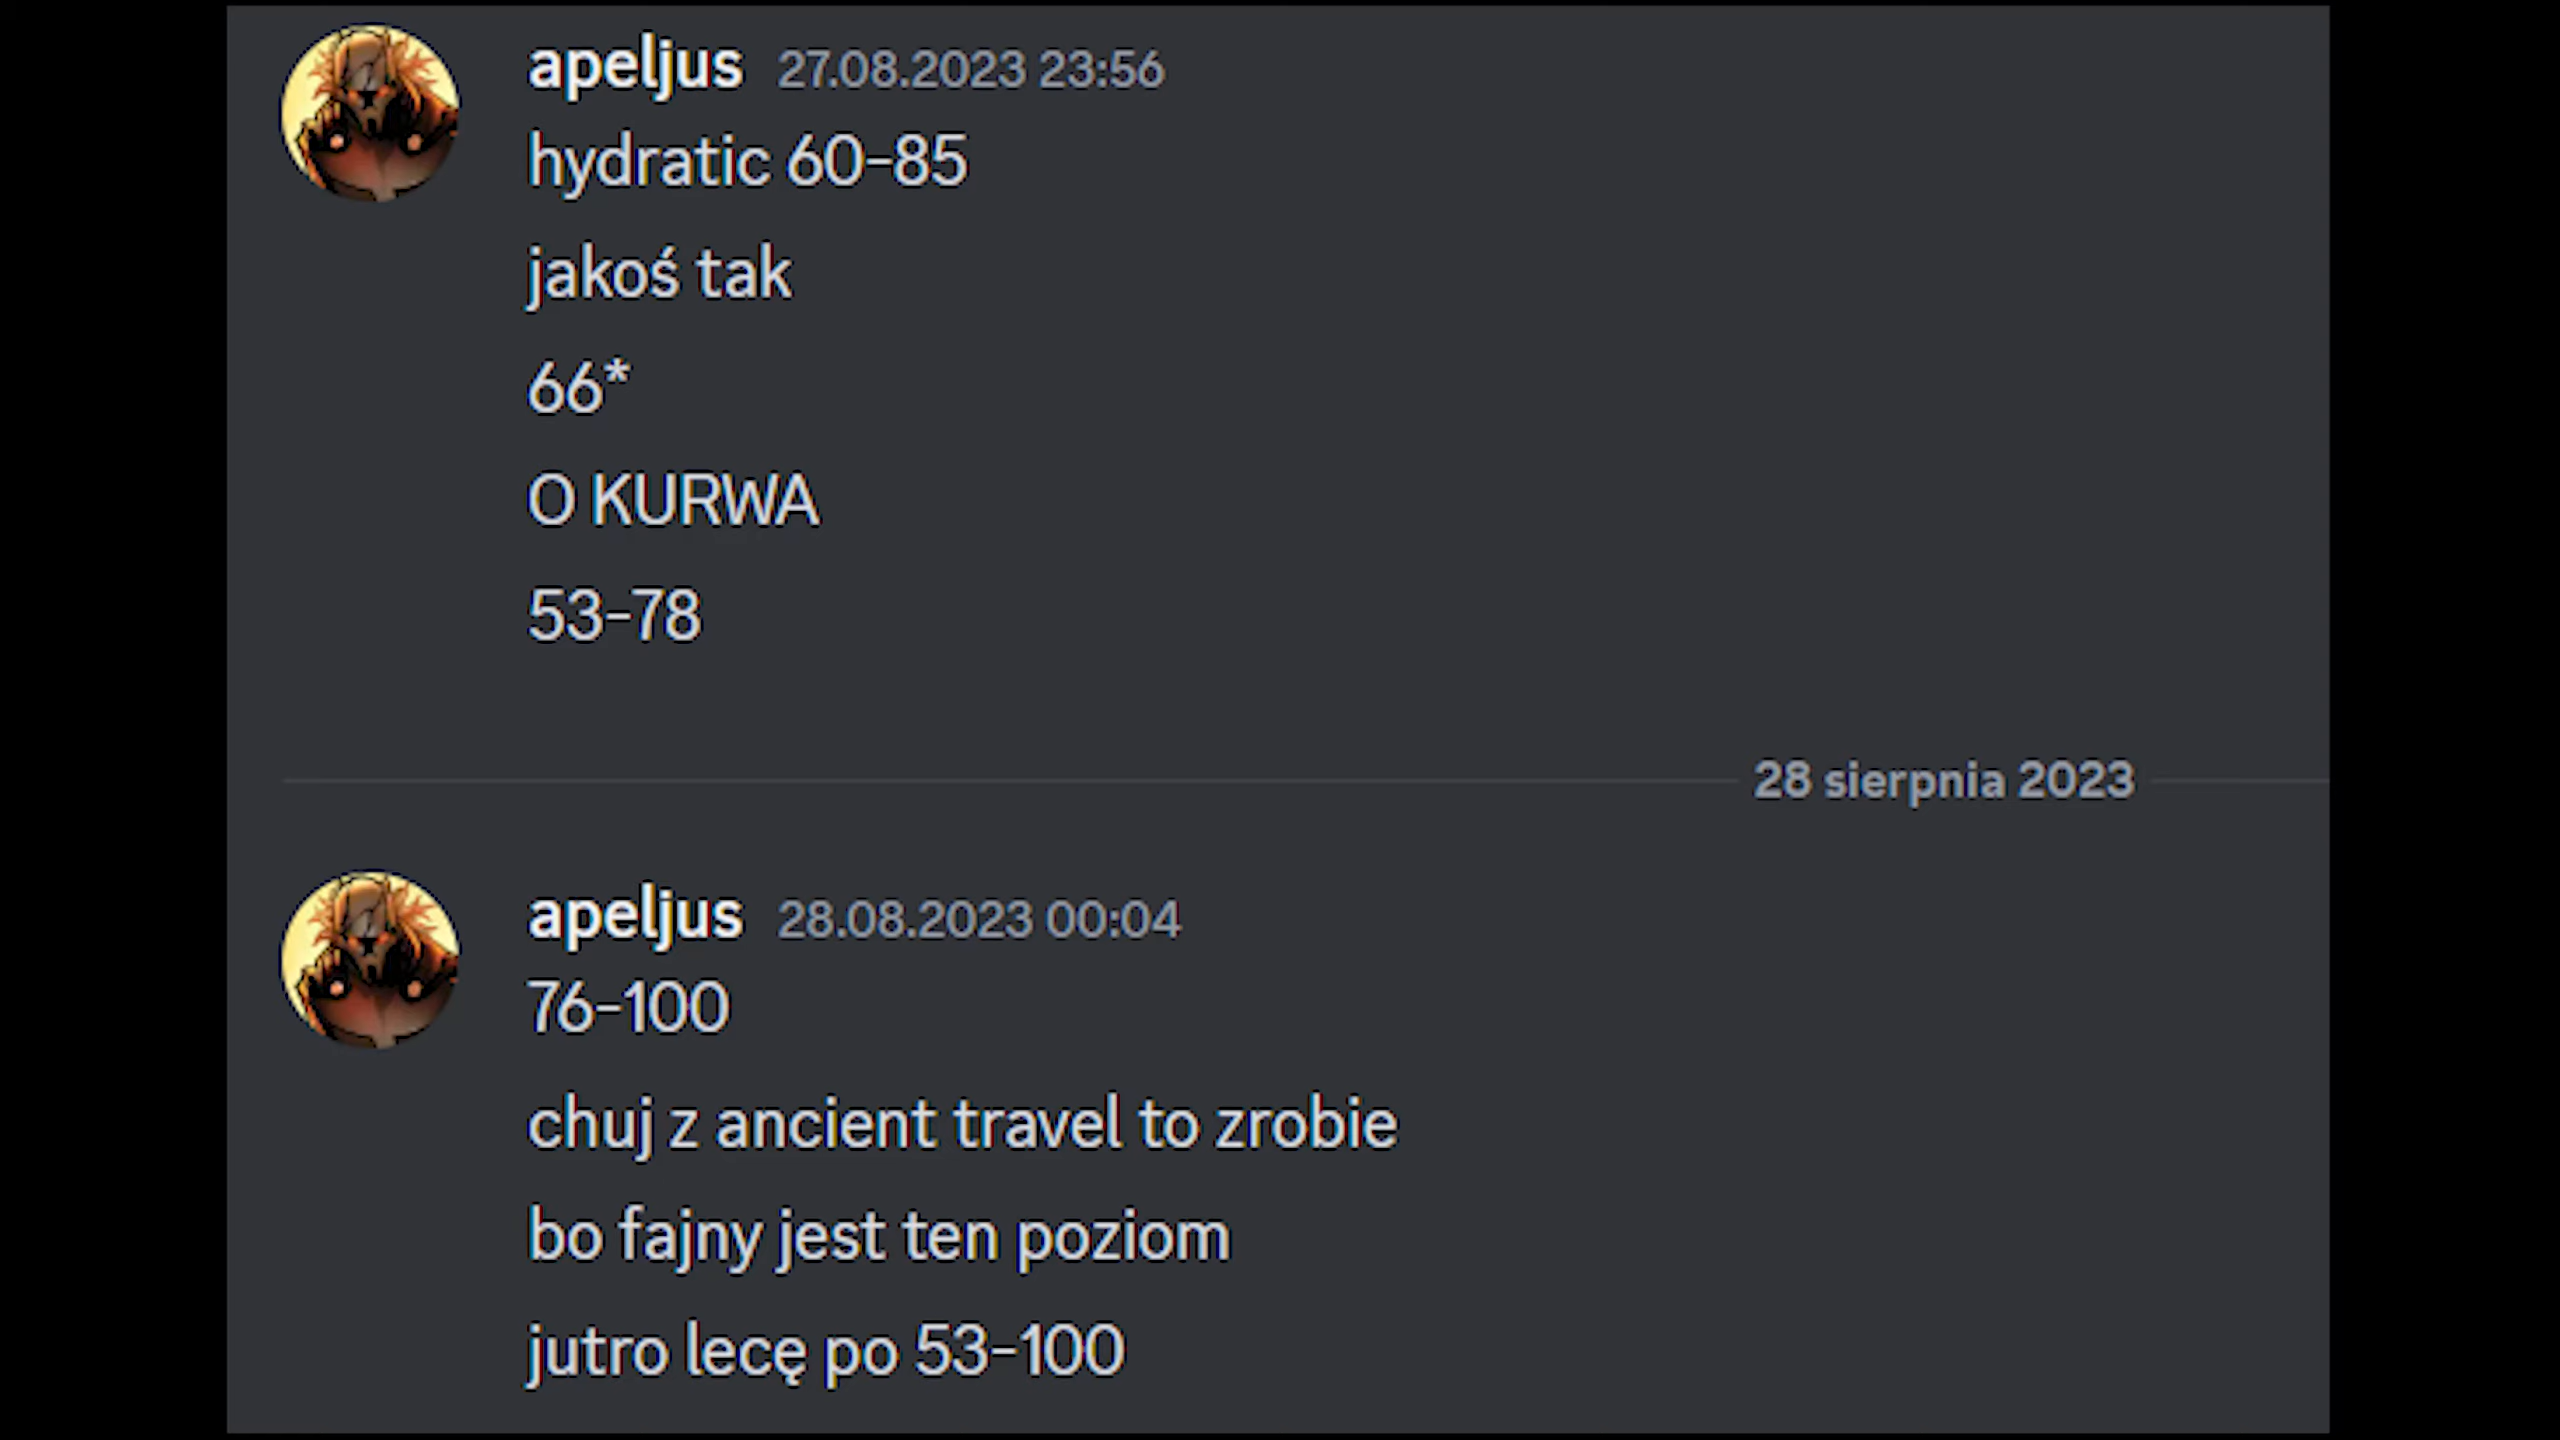 apeljus 27.08.2023 23:56
hydratic 60-85
jakoś tak
66*
O KURWA
53-78
28 sierpnia 2023
apeljus 28.08.2023 00:04
76-100
chuj z ancient travel to zrobie
bo fajny jest ten poziom
jutro lecę po 53-100